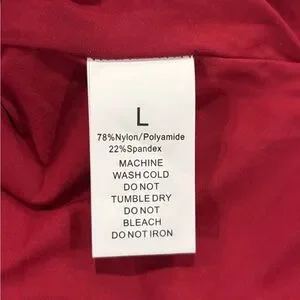 L
78%Nylon/Polyamide
22%Spandex
MACHINE
WASH COLD
DO NOT
TUMBLE DRY
DO NOT
BLEACH
DO NOT IRON